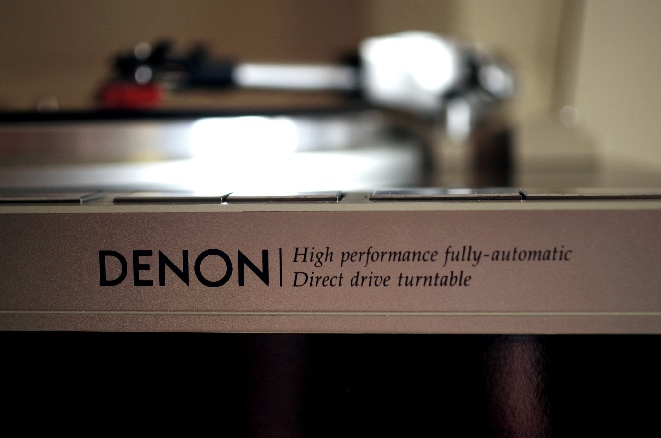 DENON
High performance fully-automatic
Direct drive turntable